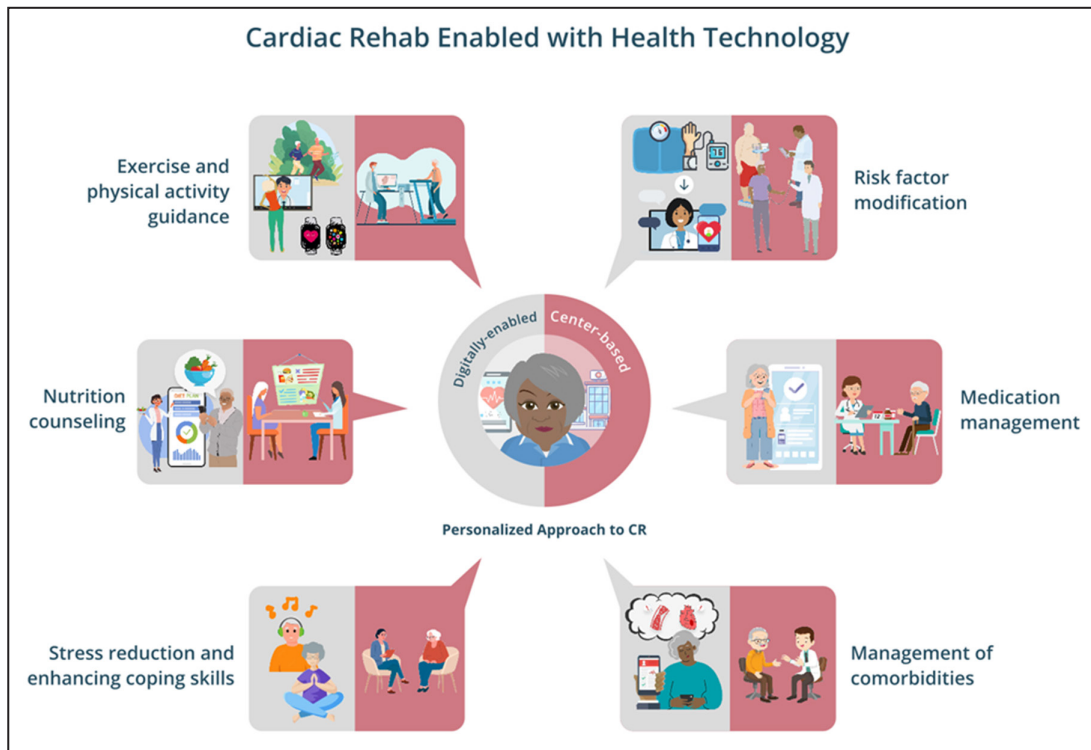 Cardiac Rehab Enabled with Health Technology
Exercise and
physical activity
guidance
Risk factor
modification
Digitally-enabled
Center-based
Nutrition
counseling
Medication
management
Personalized Approach to CR
Stress reduction and
enhancing coping skills
Management of
comorbidities